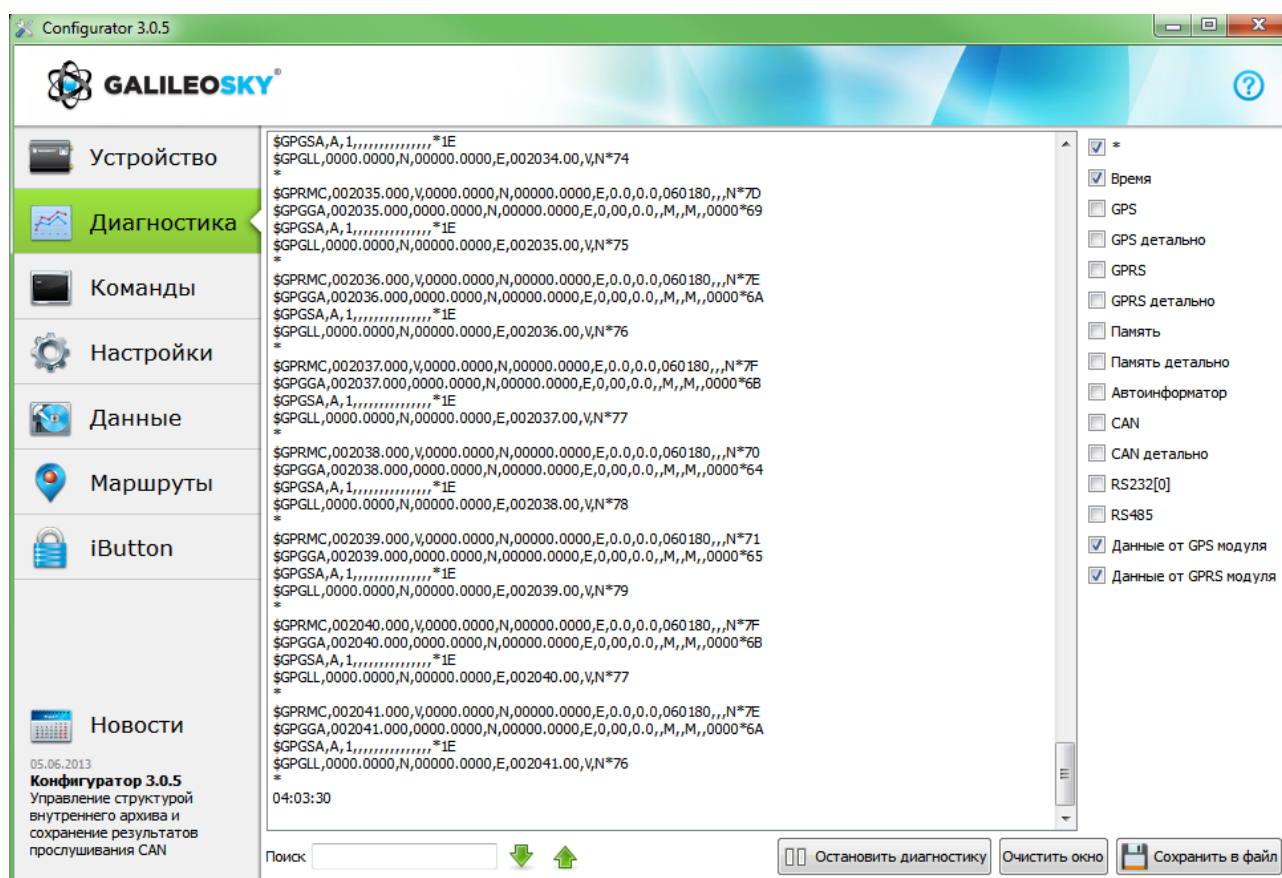 Configurator 3.0.5
GALILEOSKY®
Устройство
Диагностика
Команды
Настройки
Данные
Маршруты
iButton
Новости
05.06.2013
Конфигуратор 3.0.5
Управление структурой
внутреннего архива и
сохранение результатов
прослушивания CAN
$GPGSA,A,1,,,,,,,,,,,,,,,*1E
$GPGLL,0000.0000,N,00000.0000,E,002034.00,V,N*74
*
$GPRMC,002035.000,V,0000.0000,N,00000.0000,E,0.0,0.0,060180,,,N*7D
$GPGGA,002035.000,0000.0000,N,00000.0000,E,0,00,0.0,,M,,M,,0000*69
$GPGSA,A,1,,,,,,,,,,,,,,,*1E
$GPGLL,0000.0000,N,00000.0000,E,002035.00,V,N*75
*
$GPRMC,002036.000,V,0000.0000,N,00000.0000,E,0.0,0.0,060180,,,N*7E
$GPGGA,002036.000,0000.0000,N,00000.0000,E,0,00,0.0,,M,,M,,0000*6A
$GPGSA,A,1,,,,,,,,,,,,,,,*1E
$GPGLL,0000.0000,N,00000.0000,E,002036.00,V,N*76
*
$GPRMC,002037.000,V,0000.0000,N,00000.0000,E,0.0,0.0,060180,,,N*7F
$GPGGA,002037.000,0000.0000,N,00000.0000,E,0,00,0.0,,M,,M,,0000*6B
$GPGSA,A,1,,,,,,,,,,,,,,,*1E
$GPGLL,0000.0000,N,00000.0000,E,002037.00,V,N*77
*
$GPRMC,002038.000,V,0000.0000,N,00000.0000,E,0.0,0.0,060180,,,N*70
$GPGGA,002038.000,0000.0000,N,00000.0000,E,0,00,0.0,,M,,M,,0000*64
$GPGSA,A,1,,,,,,,,,,,,,,,*1E
$GPGLL,0000.0000,N,00000.0000,E,002038.00,V,N*78
*
$GPRMC,002039.000,V,0000.0000,N,00000.0000,E,0.0,0.0,060180,,,N*71
$GPGGA,002039.000,0000.0000,N,00000.0000,E,0,00,0.0,,M,,M,,0000*65
$GPGSA,A,1,,,,,,,,,,,,,,,*1E
$GPGLL,0000.0000,N,00000.0000,E,002039.00,V,N*79
*
$GPRMC,002040.000,V,0000.0000,N,00000.0000,E,0.0,0.0,060180,,,N*7F
$GPGGA,002040.000,0000.0000,N,00000.0000,E,0,00,0.0,,M,,M,,0000*6B
$GPGSA,A,1,,,,,,,,,,,,,,,*1E
$GPGLL,0000.0000,N,00000.0000,E,002040.00,V,N*77
*
$GPRMC,002041.000,V,0000.0000,N,00000.0000,E,0.0,0.0,060180,,,N*7E
$GPGGA,002041.000,0000.0000,N,00000.0000,E,0,00,0.0,,M,,M,,0000*6A
$GPGSA,A,1,,,,,,,,,,,,,,,*1E
$GPGLL,0000.0000,N,00000.0000,E,002041.00,V,N*76
*
04:03:30
*
Время
GPS
GPS детально
GPRS
GPRS детально
Память
Память детально
Автоинформатор
CAN
CAN детально
RS232[0]
RS485
Данные от GPS модуля
Данные от GPRS модуля
Поиск
Остановить диагностику
Очистить окно
Сохранить в файл